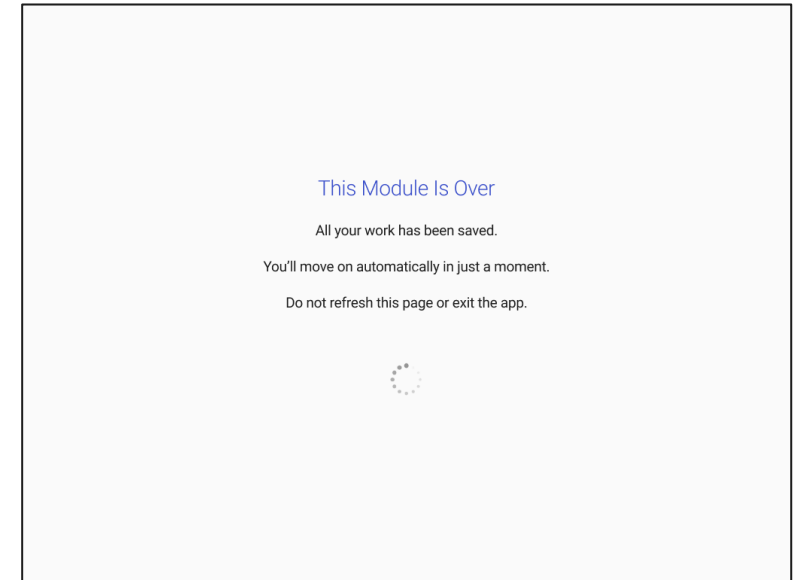 This Module Is Over
All your work has been saved.
You’ll move on automatically in just a moment.
Do not refresh this page or exit the app.